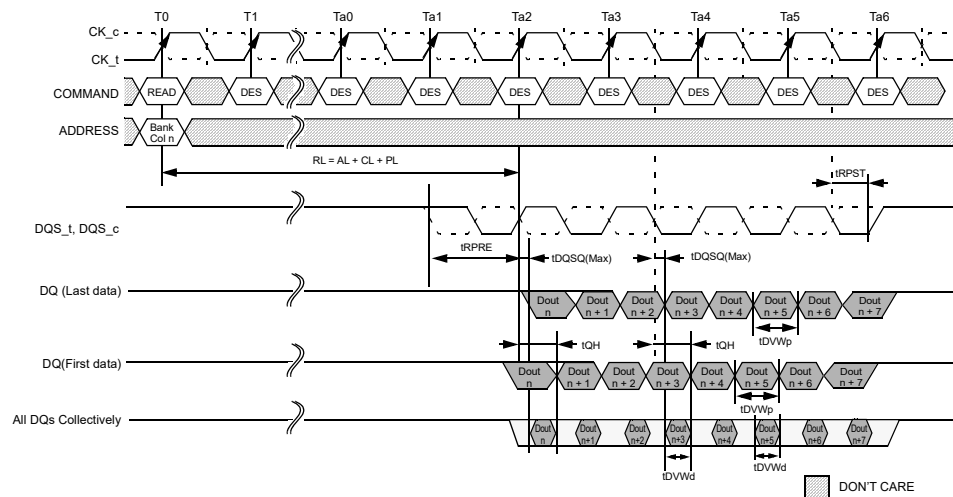 T0 T1 Ta0 Ta1 Ta2 Ta3 Ta4 Ta5 Ta6
CK_c
CK_t
COMMAND READ DES DES DES DES DES DES DES DES
ADDRESS Bank
Col n
RL = AL + CL + PL
tRPST
DQS_t, DQS_c
tRPRE tDQSQ(Max) tDQSQ(Max)
DQ (Last data) Dout Dout Dout Dout Dout Dout Dout Dout
n n + 1 n + 2 n + 3 n + 4 n + 5 n + 6 n + 7
tQH tQH tDVWp
DQ(First data) Dout Dout Dout Dout Dout Dout Dout Dout
n n + 1 n + 2 n + 3 n + 4 n + 5 n + 6 n + 7
tDVWp
All DQs Collectively Dout Dout Dout Dout Dout Dout Dout Dout
n n+1 n+2 n+3 n+4 n+5 n+6 n+7
tDVWd tDVWd
DON'T CARE